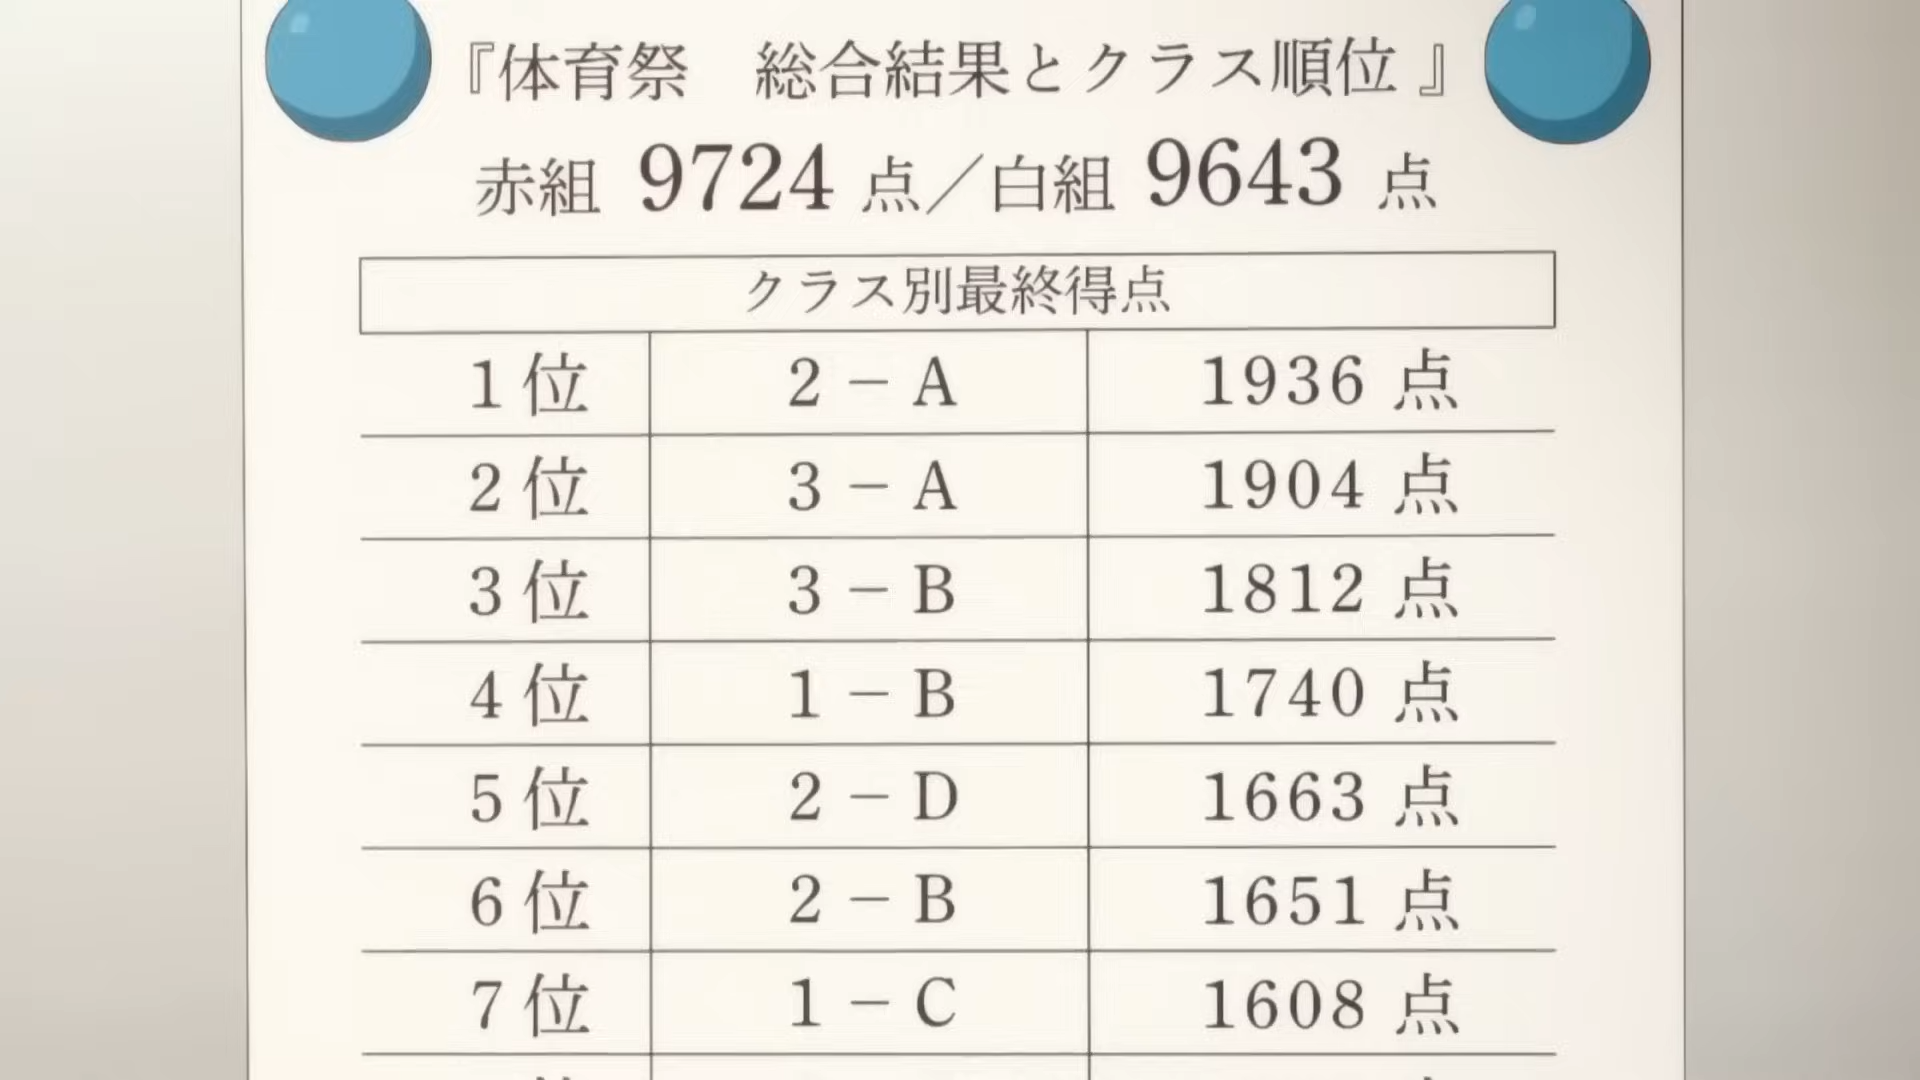 『体育祭　総合結果とクラス順位』
赤組 9724 点／白組 9643 点
クラス別最終得点
1位 2－A 1936 点
2位 3－A 1904 点
3位 3－B 1812 点
4位 1－B 1740 点
5位 2－D 1663 点
6位 2－B 1651 点
7位 1－C 1608 点